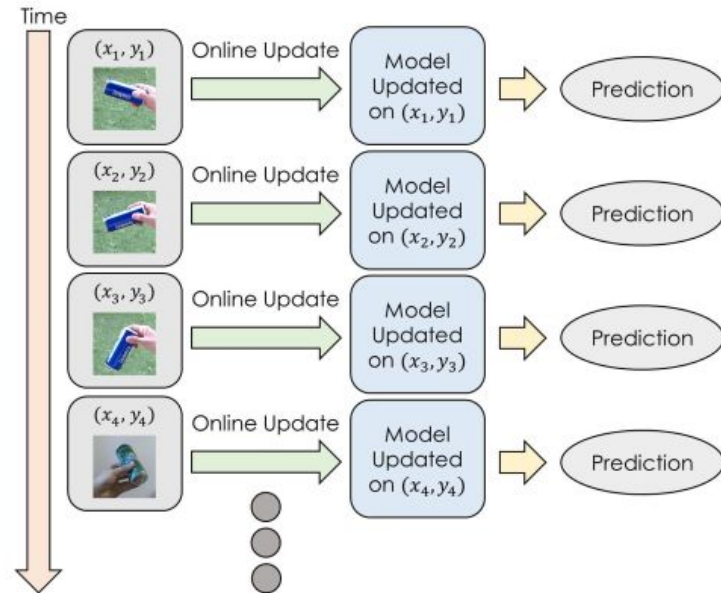 Time
(x₁, y₁)
Online Update
Model
Updated
on (x₁, y₁)
Prediction
(x₂, y₂)
Online Update
Model
Updated
on (x₂, y₂)
Prediction
(x₃, y₃)
Online Update
Model
Updated
on (x₃, y₃)
Prediction
(x₄, y₄)
Online Update
Model
Updated
on (x₄, y₄)
Prediction